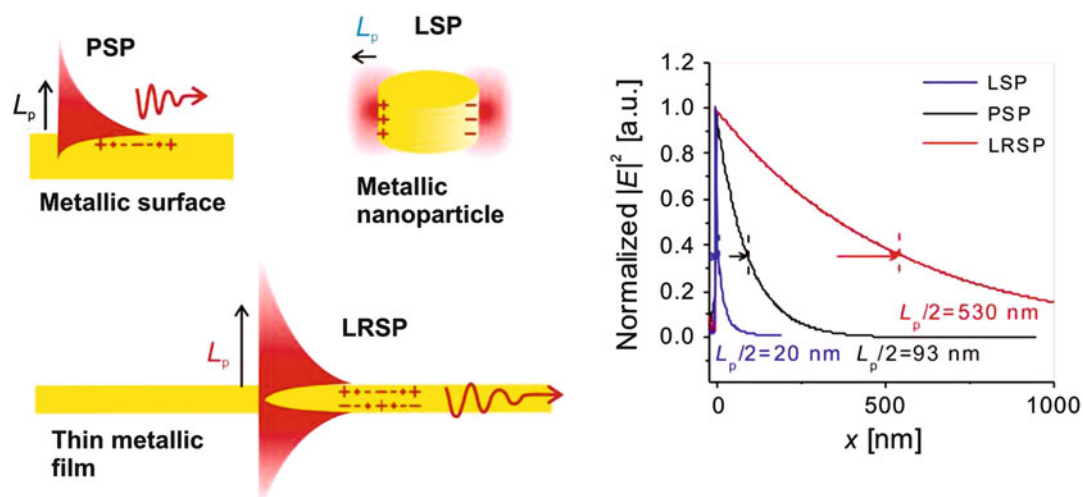 PSP
Lp
+ - - - +
Metallic surface
LSP
Lp
+ −
+ −
+ −
Metallic
nanoparticle
LRSP
Lp
+ - - - +
− - + - −
Thin metallic
film
Normalized |E|² [a.u.]
1.2
1.0
0.8
0.6
0.4
0.2
0.0
LSP
PSP
LRSP
Lp/2=530 nm
Lp/2=20 nm
Lp/2=93 nm
0
500
1000
x [nm]